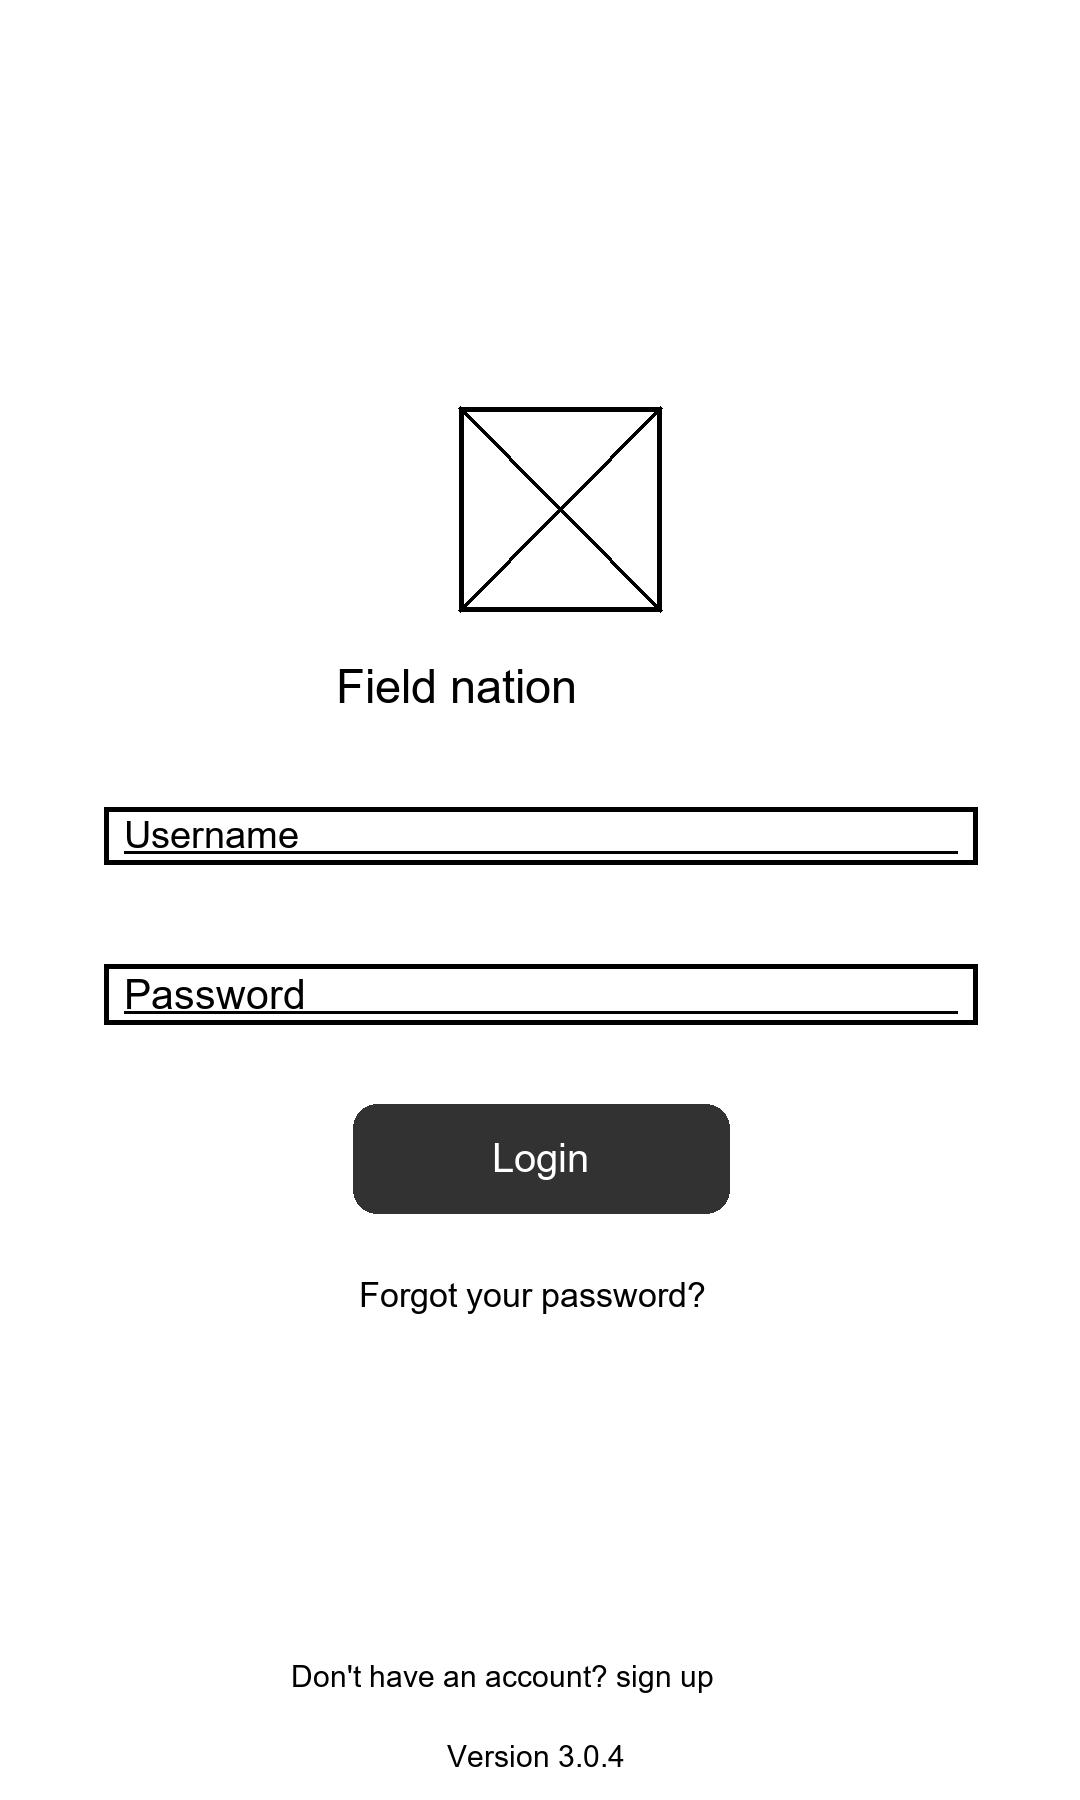 Field nation
Username
Password
Login
Forgot your password?
Don't have an account? sign up
Version 3.0.4